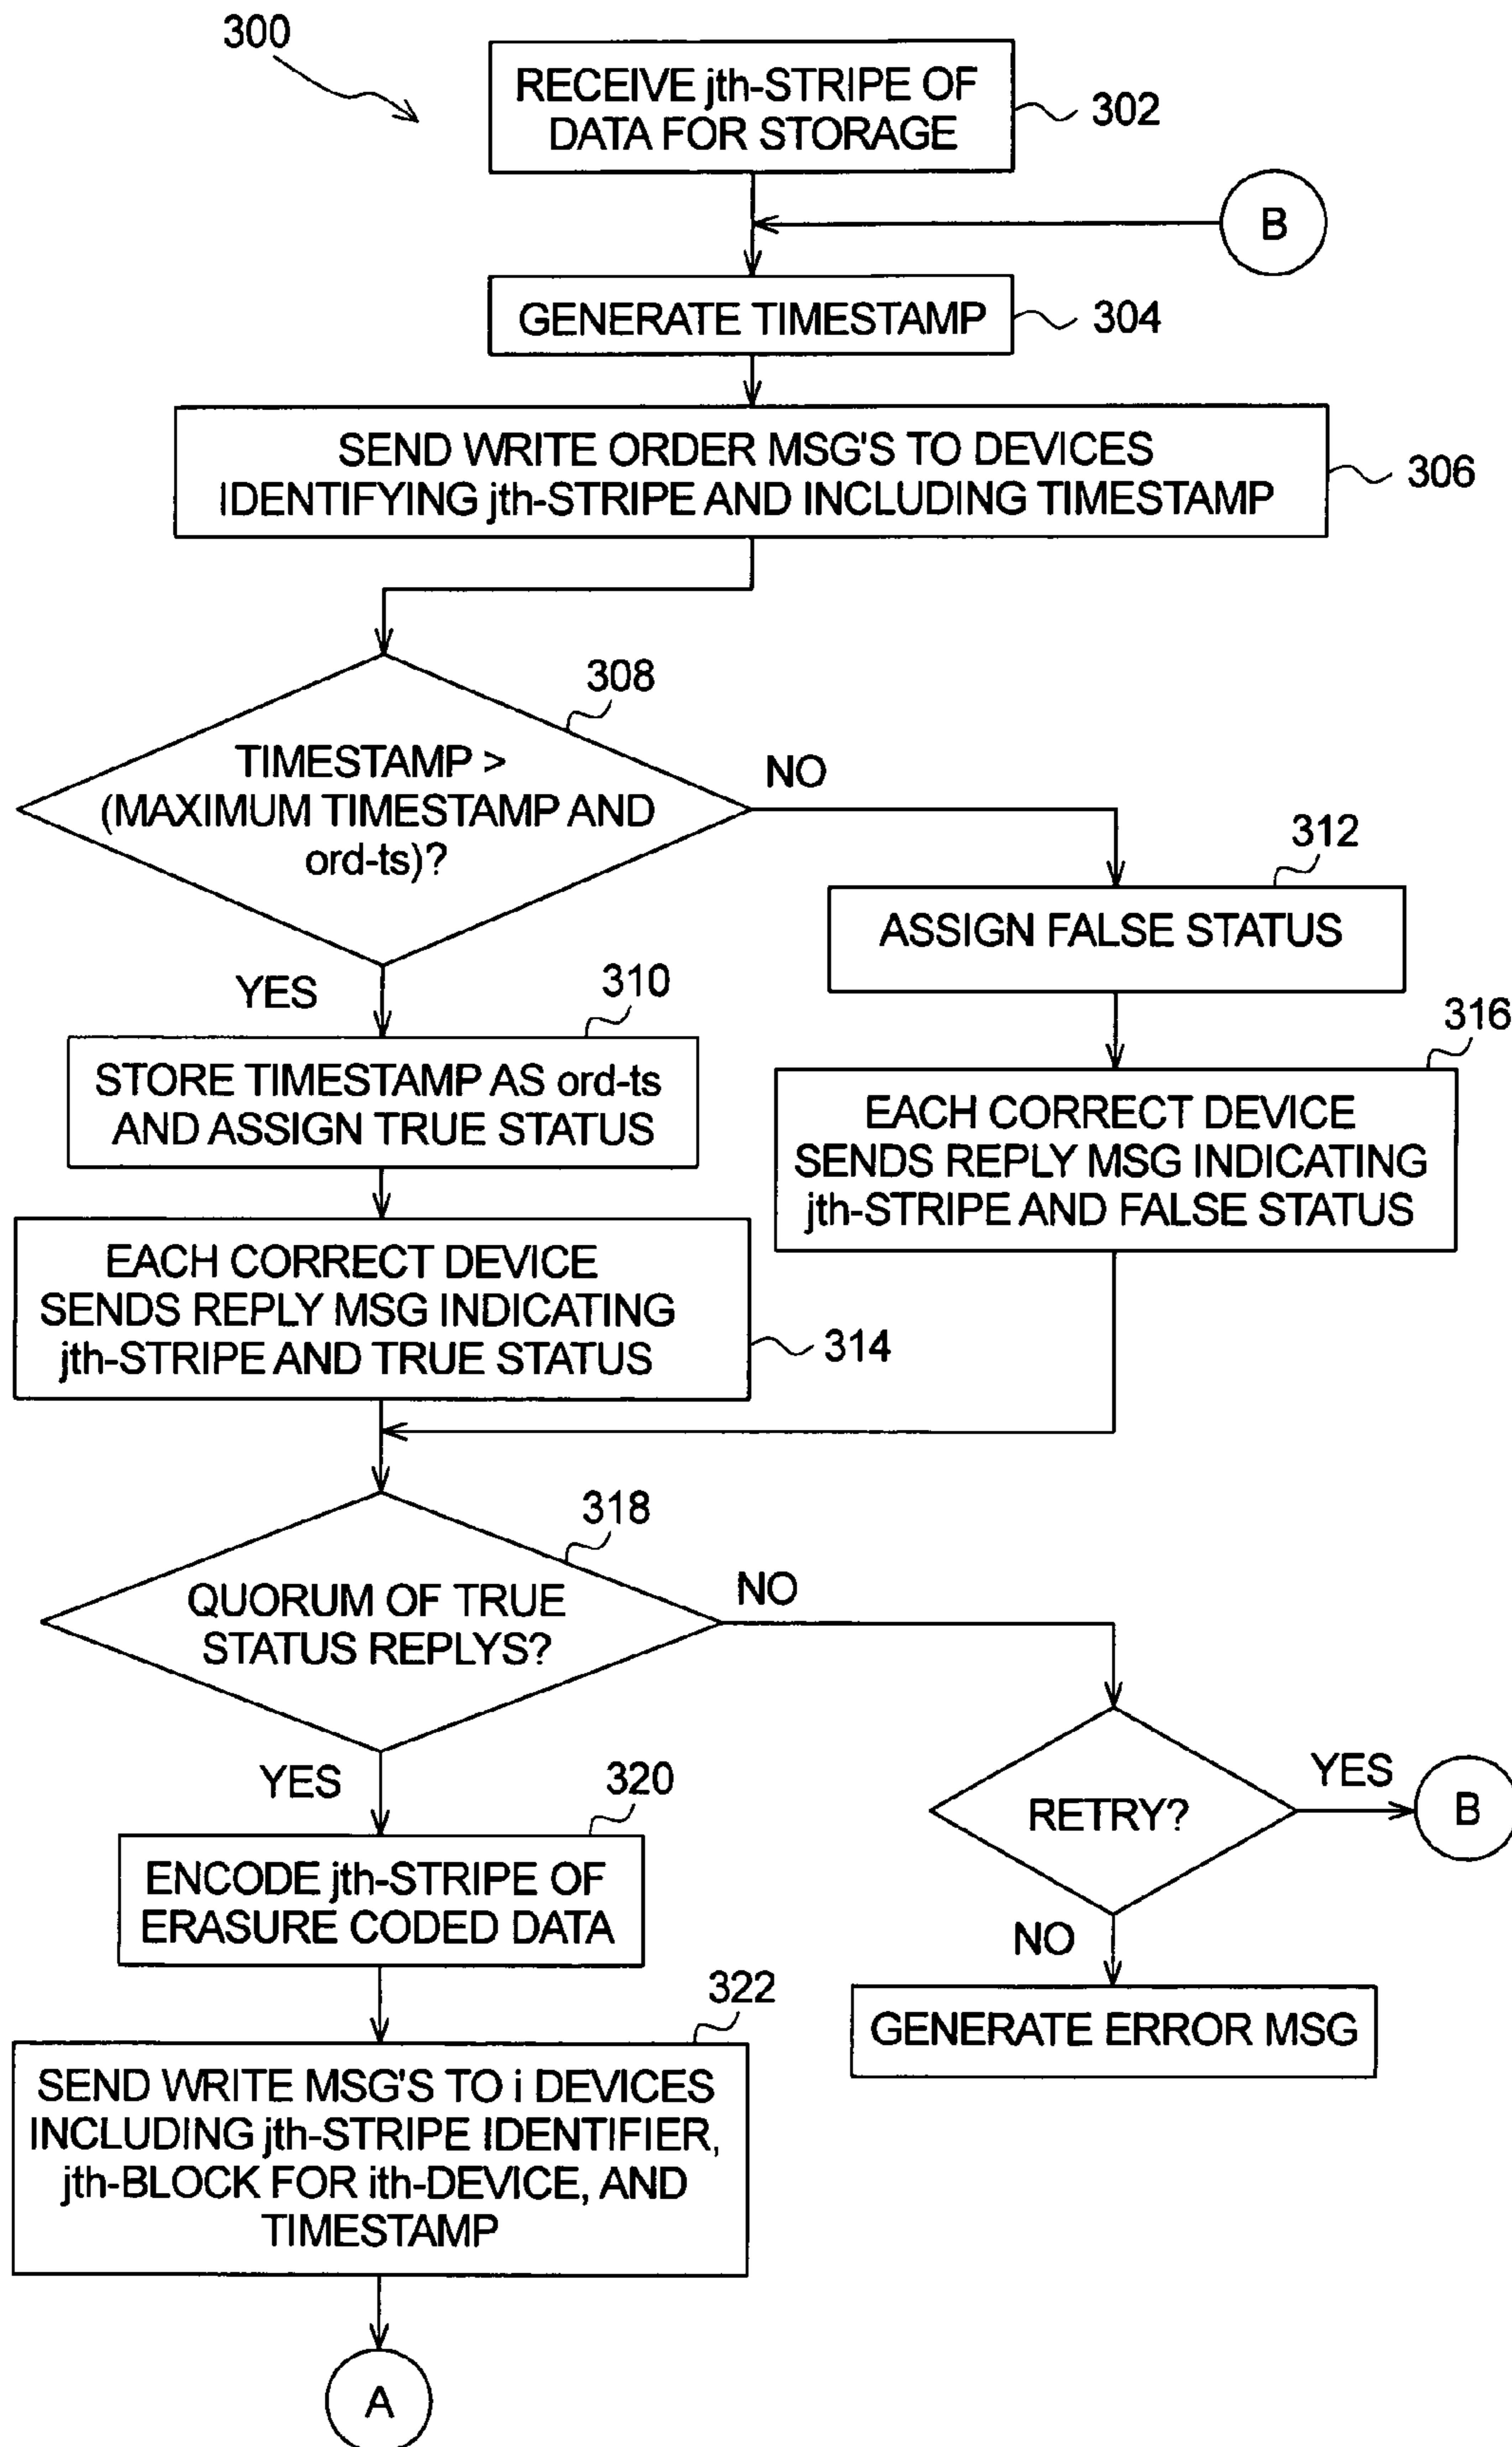 300
RECEIVE jth-STRIPE OF
DATA FOR STORAGE
302
B
GENERATE TIMESTAMP
304
SEND WRITE ORDER MSG'S TO DEVICES
IDENTIFYING jth-STRIPE AND INCLUDING TIMESTAMP
306
308
TIMESTAMP >
(MAXIMUM TIMESTAMP AND
ord-ts)?
NO
312
ASSIGN FALSE STATUS
YES
310
STORE TIMESTAMP AS ord-ts
AND ASSIGN TRUE STATUS
316
EACH CORRECT DEVICE
SENDS REPLY MSG INDICATING
jth-STRIPE AND FALSE STATUS
EACH CORRECT DEVICE
SENDS REPLY MSG INDICATING
jth-STRIPE AND TRUE STATUS
314
318
QUORUM OF TRUE
STATUS REPLYS?
NO
RETRY?
YES
B
YES
320
ENCODE jth-STRIPE OF
ERASURE CODED DATA
NO
GENERATE ERROR MSG
322
SEND WRITE MSG'S TO i DEVICES
INCLUDING jth-STRIPE IDENTIFIER,
jth-BLOCK FOR ith-DEVICE, AND
TIMESTAMP
A